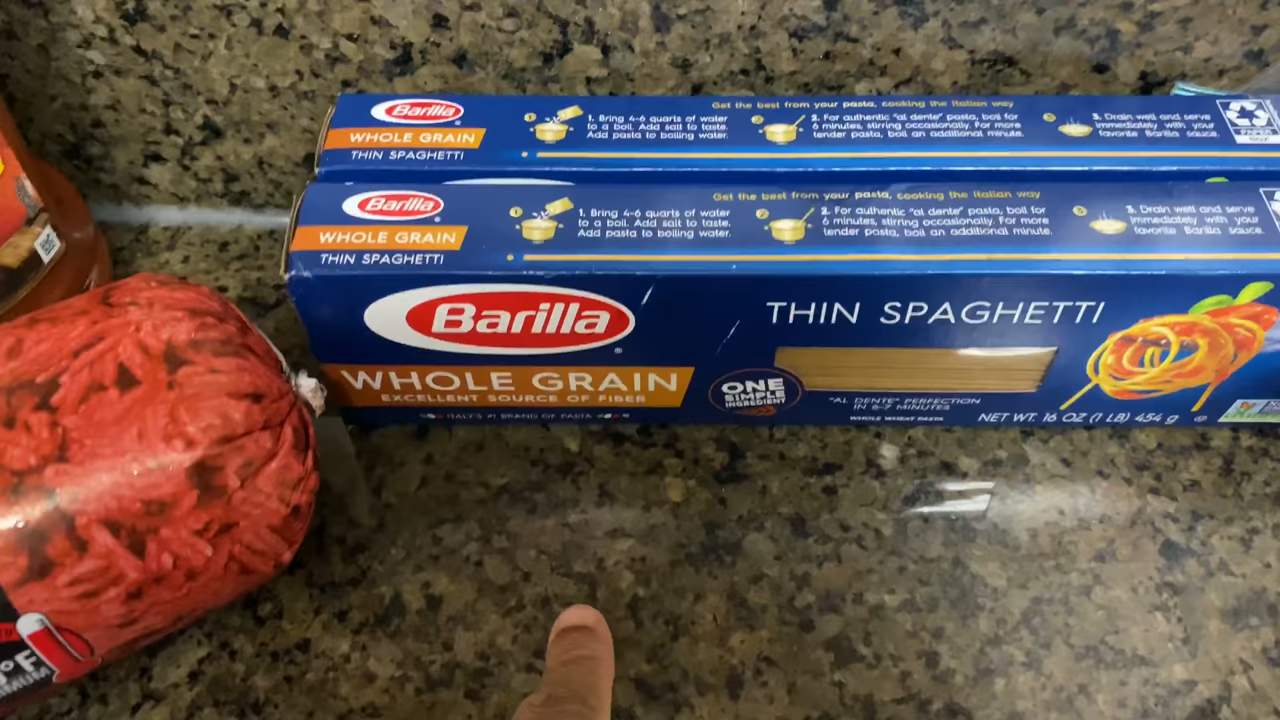 Barilla
WHOLE GRAIN
THIN SPAGHETTI
Get the best from your pasta, cooking the Italian way
1. Bring 4-6 quarts of water
to a boil. Add salt to taste.
Add pasta to boiling water.
2. For authentic "al dente" pasta, boil for
6 minutes, stirring occasionally. For more
tender pasta, boil an additional minute.
3. Drain well and serve
immediately with your
favorite Barilla sauce.
PAPER
BOX
Barilla
WHOLE GRAIN
THIN SPAGHETTI
Get the best from your pasta, cooking the Italian way
1. Bring 4-6 quarts of water
to a boil. Add salt to taste.
Add pasta to boiling water.
2. For authentic "al dente" pasta, boil for
6 minutes, stirring occasionally. For more
tender pasta, boil an additional minute.
3. Drain well and serve
immediately with your
favorite Barilla sauce.
Barilla
WHOLE GRAIN
EXCELLENT SOURCE OF FIBER
ITALY'S #1 BRAND OF PASTA
ONE
SIMPLE
INGREDIENT
THIN SPAGHETTI
"AL DENTE" PERFECTION
IN 6-7 MINUTES
WHOLE WHEAT PASTA
NET WT. 16 OZ (1 LB) 454 g
°F